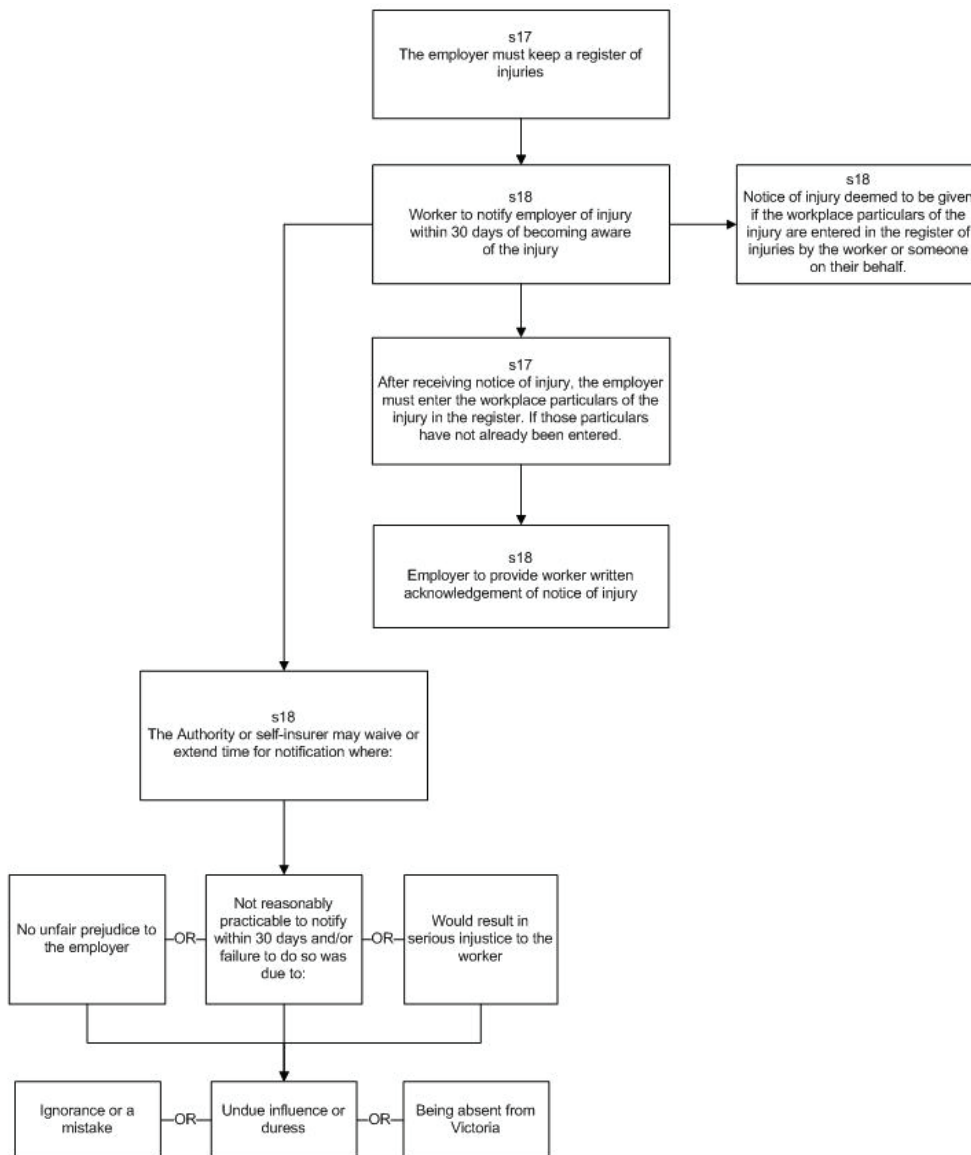 s17
The employer must keep a register of
injuries
s18
Worker to notify employer of injury
within 30 days of becoming aware
of the injury
s18
Notice of injury deemed to be given
if the workplace particulars of the
injury are entered in the register of
injuries by the worker or someone
on their behalf.
s17
After receiving notice of injury, the employer
must enter the workplace particulars of the
injury in the register. If those particulars
have not already been entered.
s18
Employer to provide worker written
acknowledgement of notice of injury
s18
The Authority or self-insurer may waive or
extend time for notification where:
No unfair prejudice to
the employer
OR
Not reasonably
practicable to notify
within 30 days and/or
failure to do so was
due to:
OR
Would result in
serious injustice to the
worker
Ignorance or a
mistake
OR
Undue influence or
duress
OR
Being absent from
Victoria